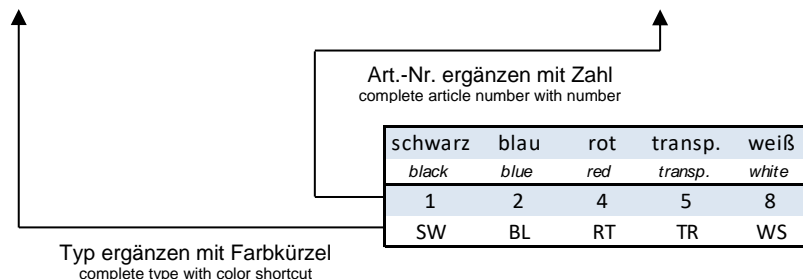 Art.-Nr. ergänzen mit Zahl
complete article number with number
schwarz blau rot transp. weiß
black blue red transp. white
1 2 4 5 8
SW BL RT TR WS
Typ ergänzen mit Farbkürzel
complete type with color shortcut